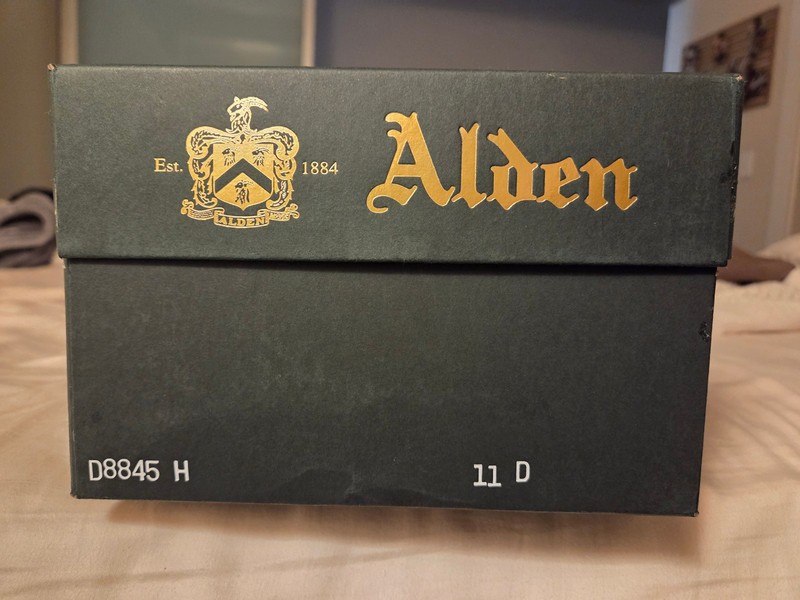 Est. 1884
Alden
ALDEN
D8845 H 11 D